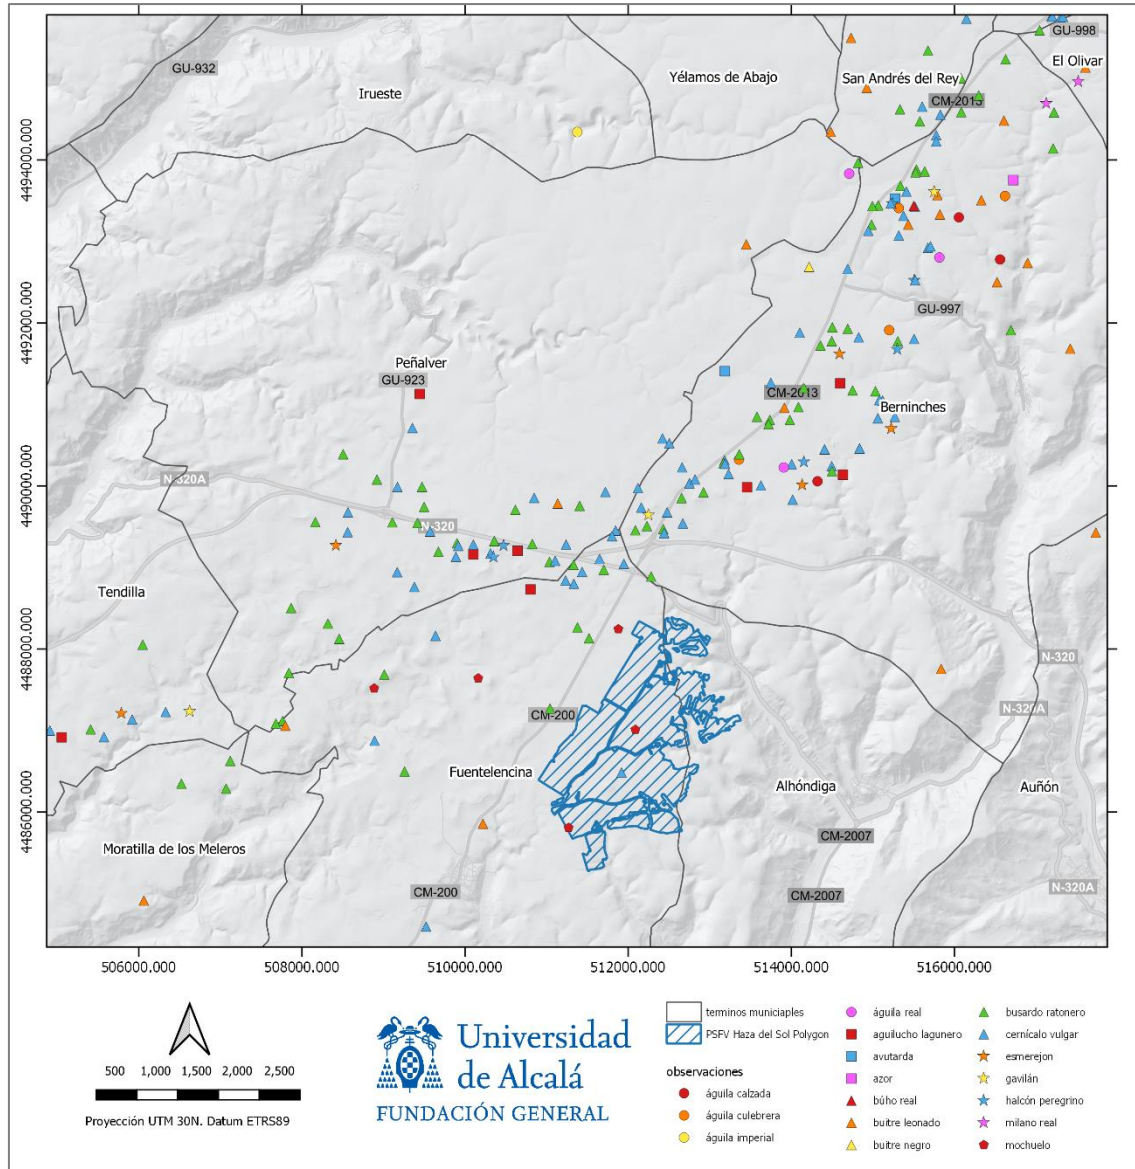 GU-998
El Olivar
San Andrés del Rey
Yélamos de Abajo
GU-932
Irueste
CM-2013
4494000.000
GU-997
4492000.000
Peñalver
GU-923
CM-2013
Berninches
4490000.000
N-320A
N-320
Tendilla
4488000.000
N-320
N-320A
CM-200
Fuentelencina
Alhóndiga
Auñón
4486000.000
CM-2007
Moratilla de los Meleros
N-320A
CM-200
CM-2007
506000.000
508000.000
510000.000
512000.000
514000.000
516000.000
500 1,000 1,500 2,000 2,500
Proyección UTM 30N. Datum ETRS89
Universidad
de Alcalá
FUNDACIÓN GENERAL
terminos municiaples
PSFV Haza del Sol Polygon
observaciones
águila calzada
águila culebrera
águila imperial
águila real
aguilucho lagunero
avutarda
azor
búho real
buitre leonado
buitre negro
busardo ratonero
cernícalo vulgar
esmerejon
gavilán
halcón peregrino
milano real
mochuelo